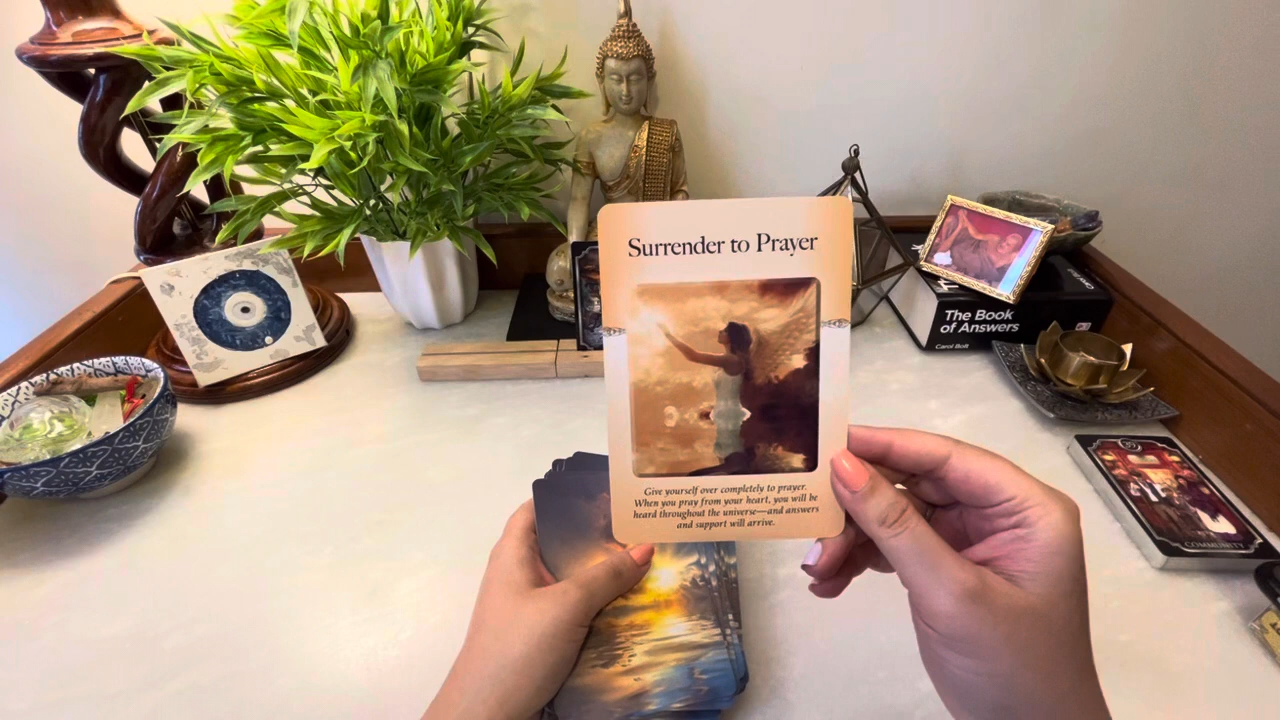 Surrender to Prayer
Give yourself over completely to prayer.
When you pray from your heart, you will be
heard throughout the universe—and answers
and support will arrive.
The Book
of Answers
Carol Bolt
COMMUNITY